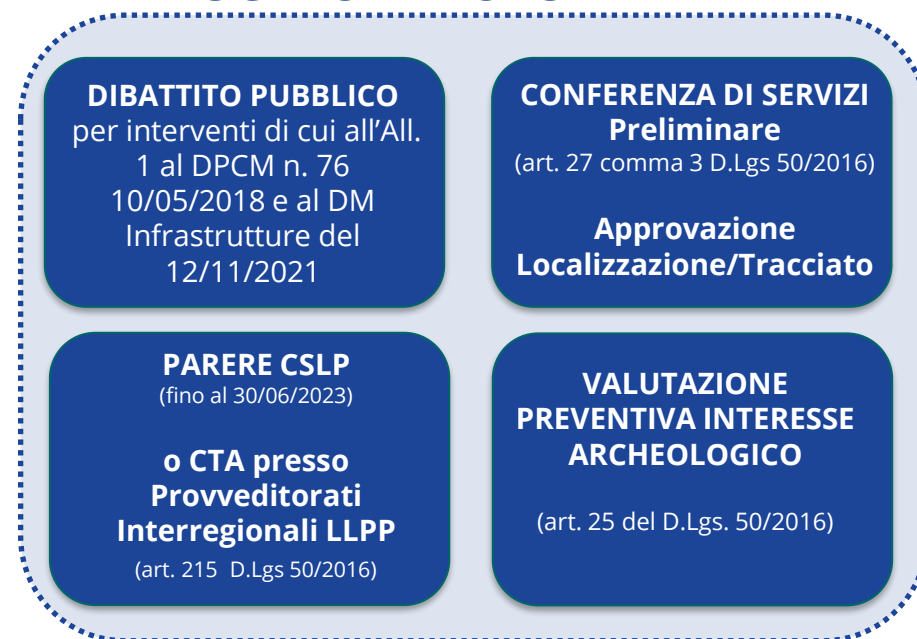 DIBATTITO PUBBLICO
per interventi di cui all'All.
1 al DPCM n. 76
10/05/2018 e al DM
Infrastrutture del
12/11/2021
CONFERENZA DI SERVIZI
Preliminare
(art. 27 comma 3 D.Lgs 50/2016)
Approvazione
Localizzazione/Tracciato
PARERE CSLP
(fino al 30/06/2023)
o CTA presso
Provveditorati
Interregionali LLPP
(art. 215 D.Lgs 50/2016)
VALUTAZIONE
PREVENTIVA INTERESSE
ARCHEOLOGICO
(art. 25 del D.Lgs. 50/2016)